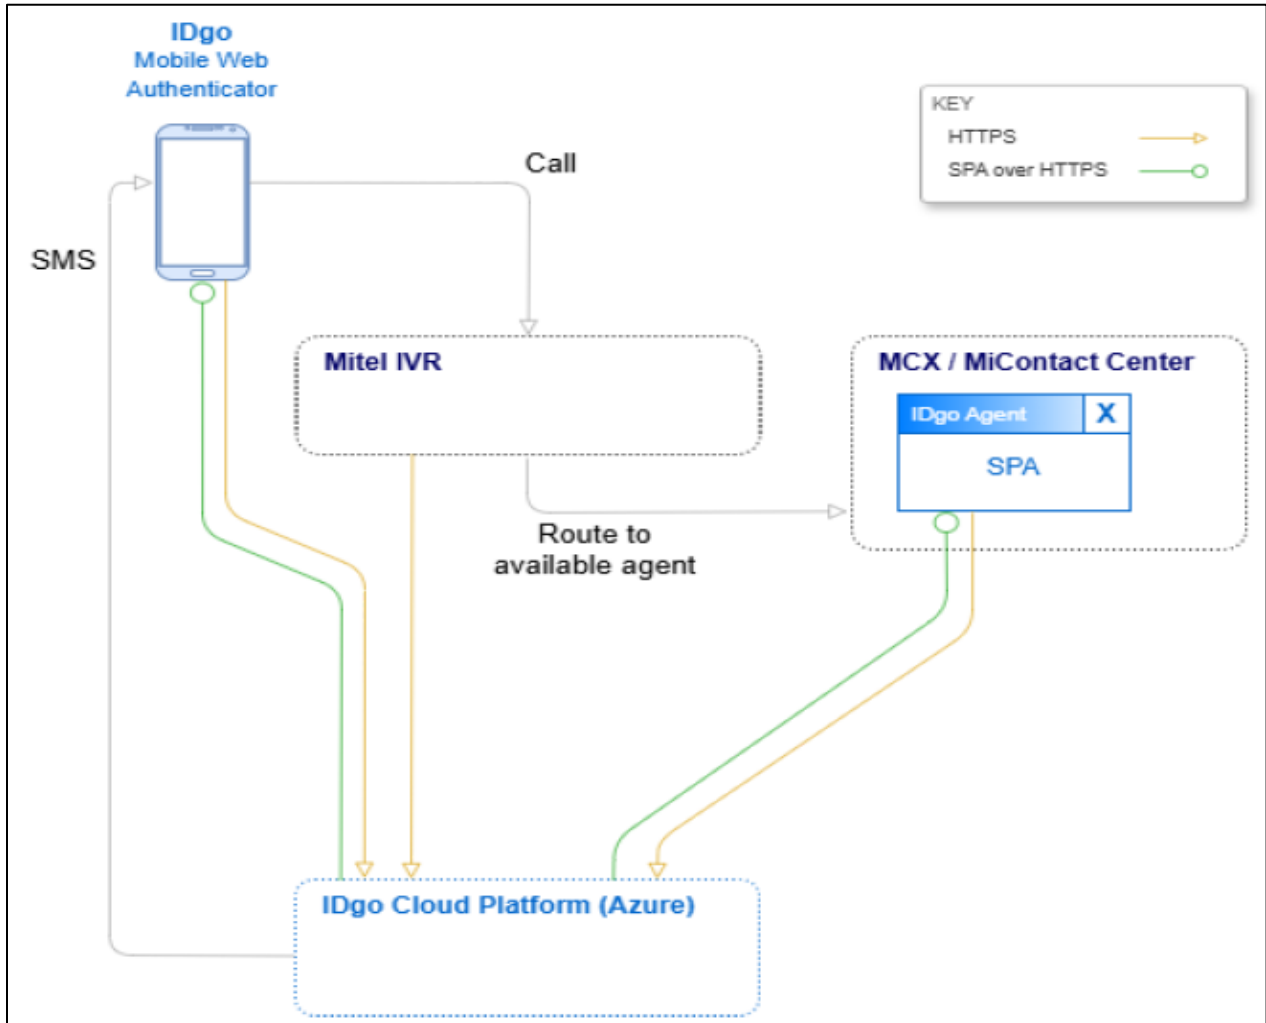 IDgo
Mobile Web
Authenticator
KEY
HTTPS
SPA over HTTPS
Call
SMS
Mitel IVR
MCX / MiContact Center
IDgo Agent
X
SPA
Route to
available agent
IDgo Cloud Platform (Azure)